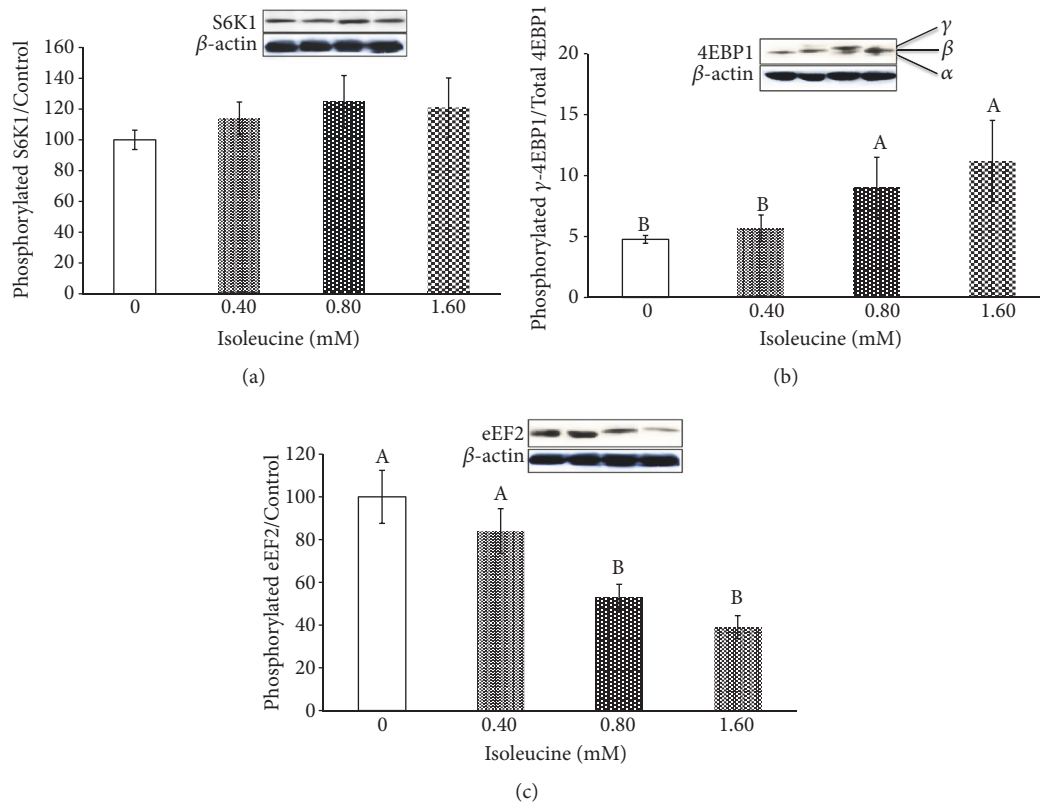 S6K1
β-actin
Phosphorylated S6K1/Control
160
140
120
100
80
60
40
20
0
0 0.40 0.80 1.60
Isoleucine (mM)
(a)
4EBP1
β-actin
γ
β
α
Phosphorylated γ-4EBP1/Total 4EBP1
20
15
10
5
0
B B A A
0 0.40 0.80 1.60
Isoleucine (mM)
(b)
eEF2
β-actin
Phosphorylated eEF2/Control
120
100
80
60
40
20
0
A A B B
0 0.40 0.80 1.60
Isoleucine (mM)
(c)